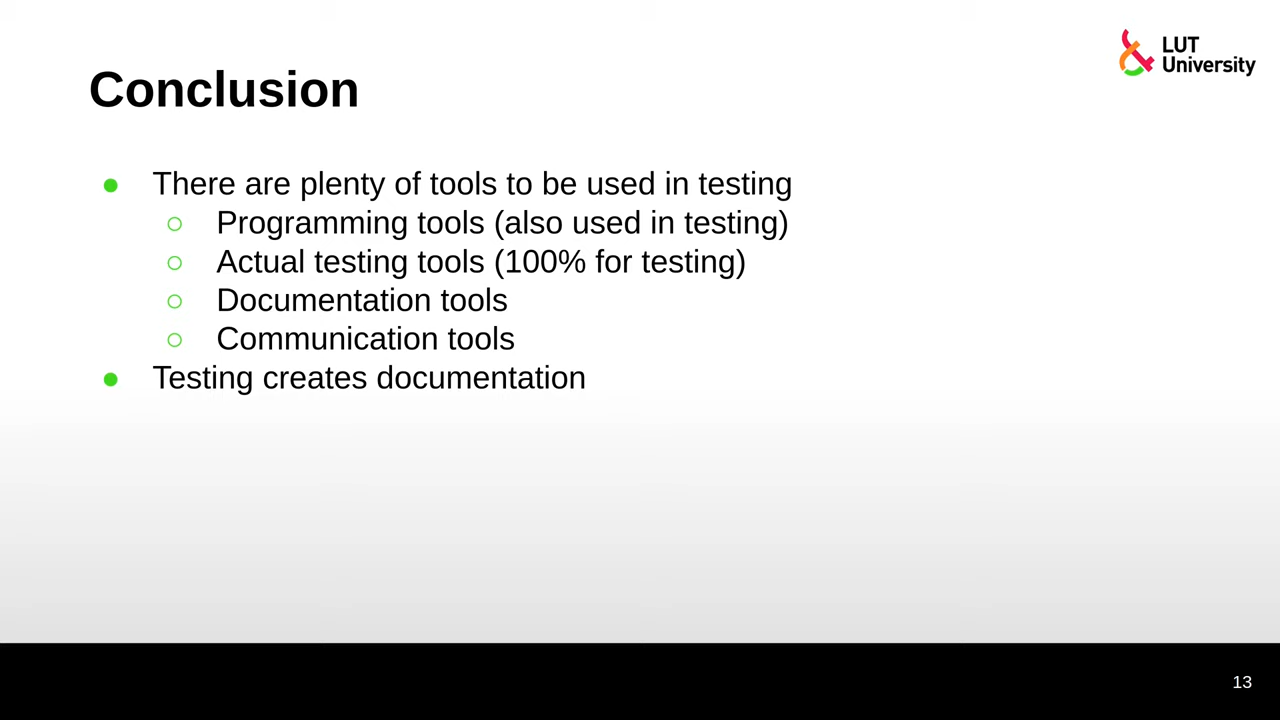 LUT
University
Conclusion
● There are plenty of tools to be used in testing
○ Programming tools (also used in testing)
○ Actual testing tools (100% for testing)
○ Documentation tools
○ Communication tools
● Testing creates documentation
13